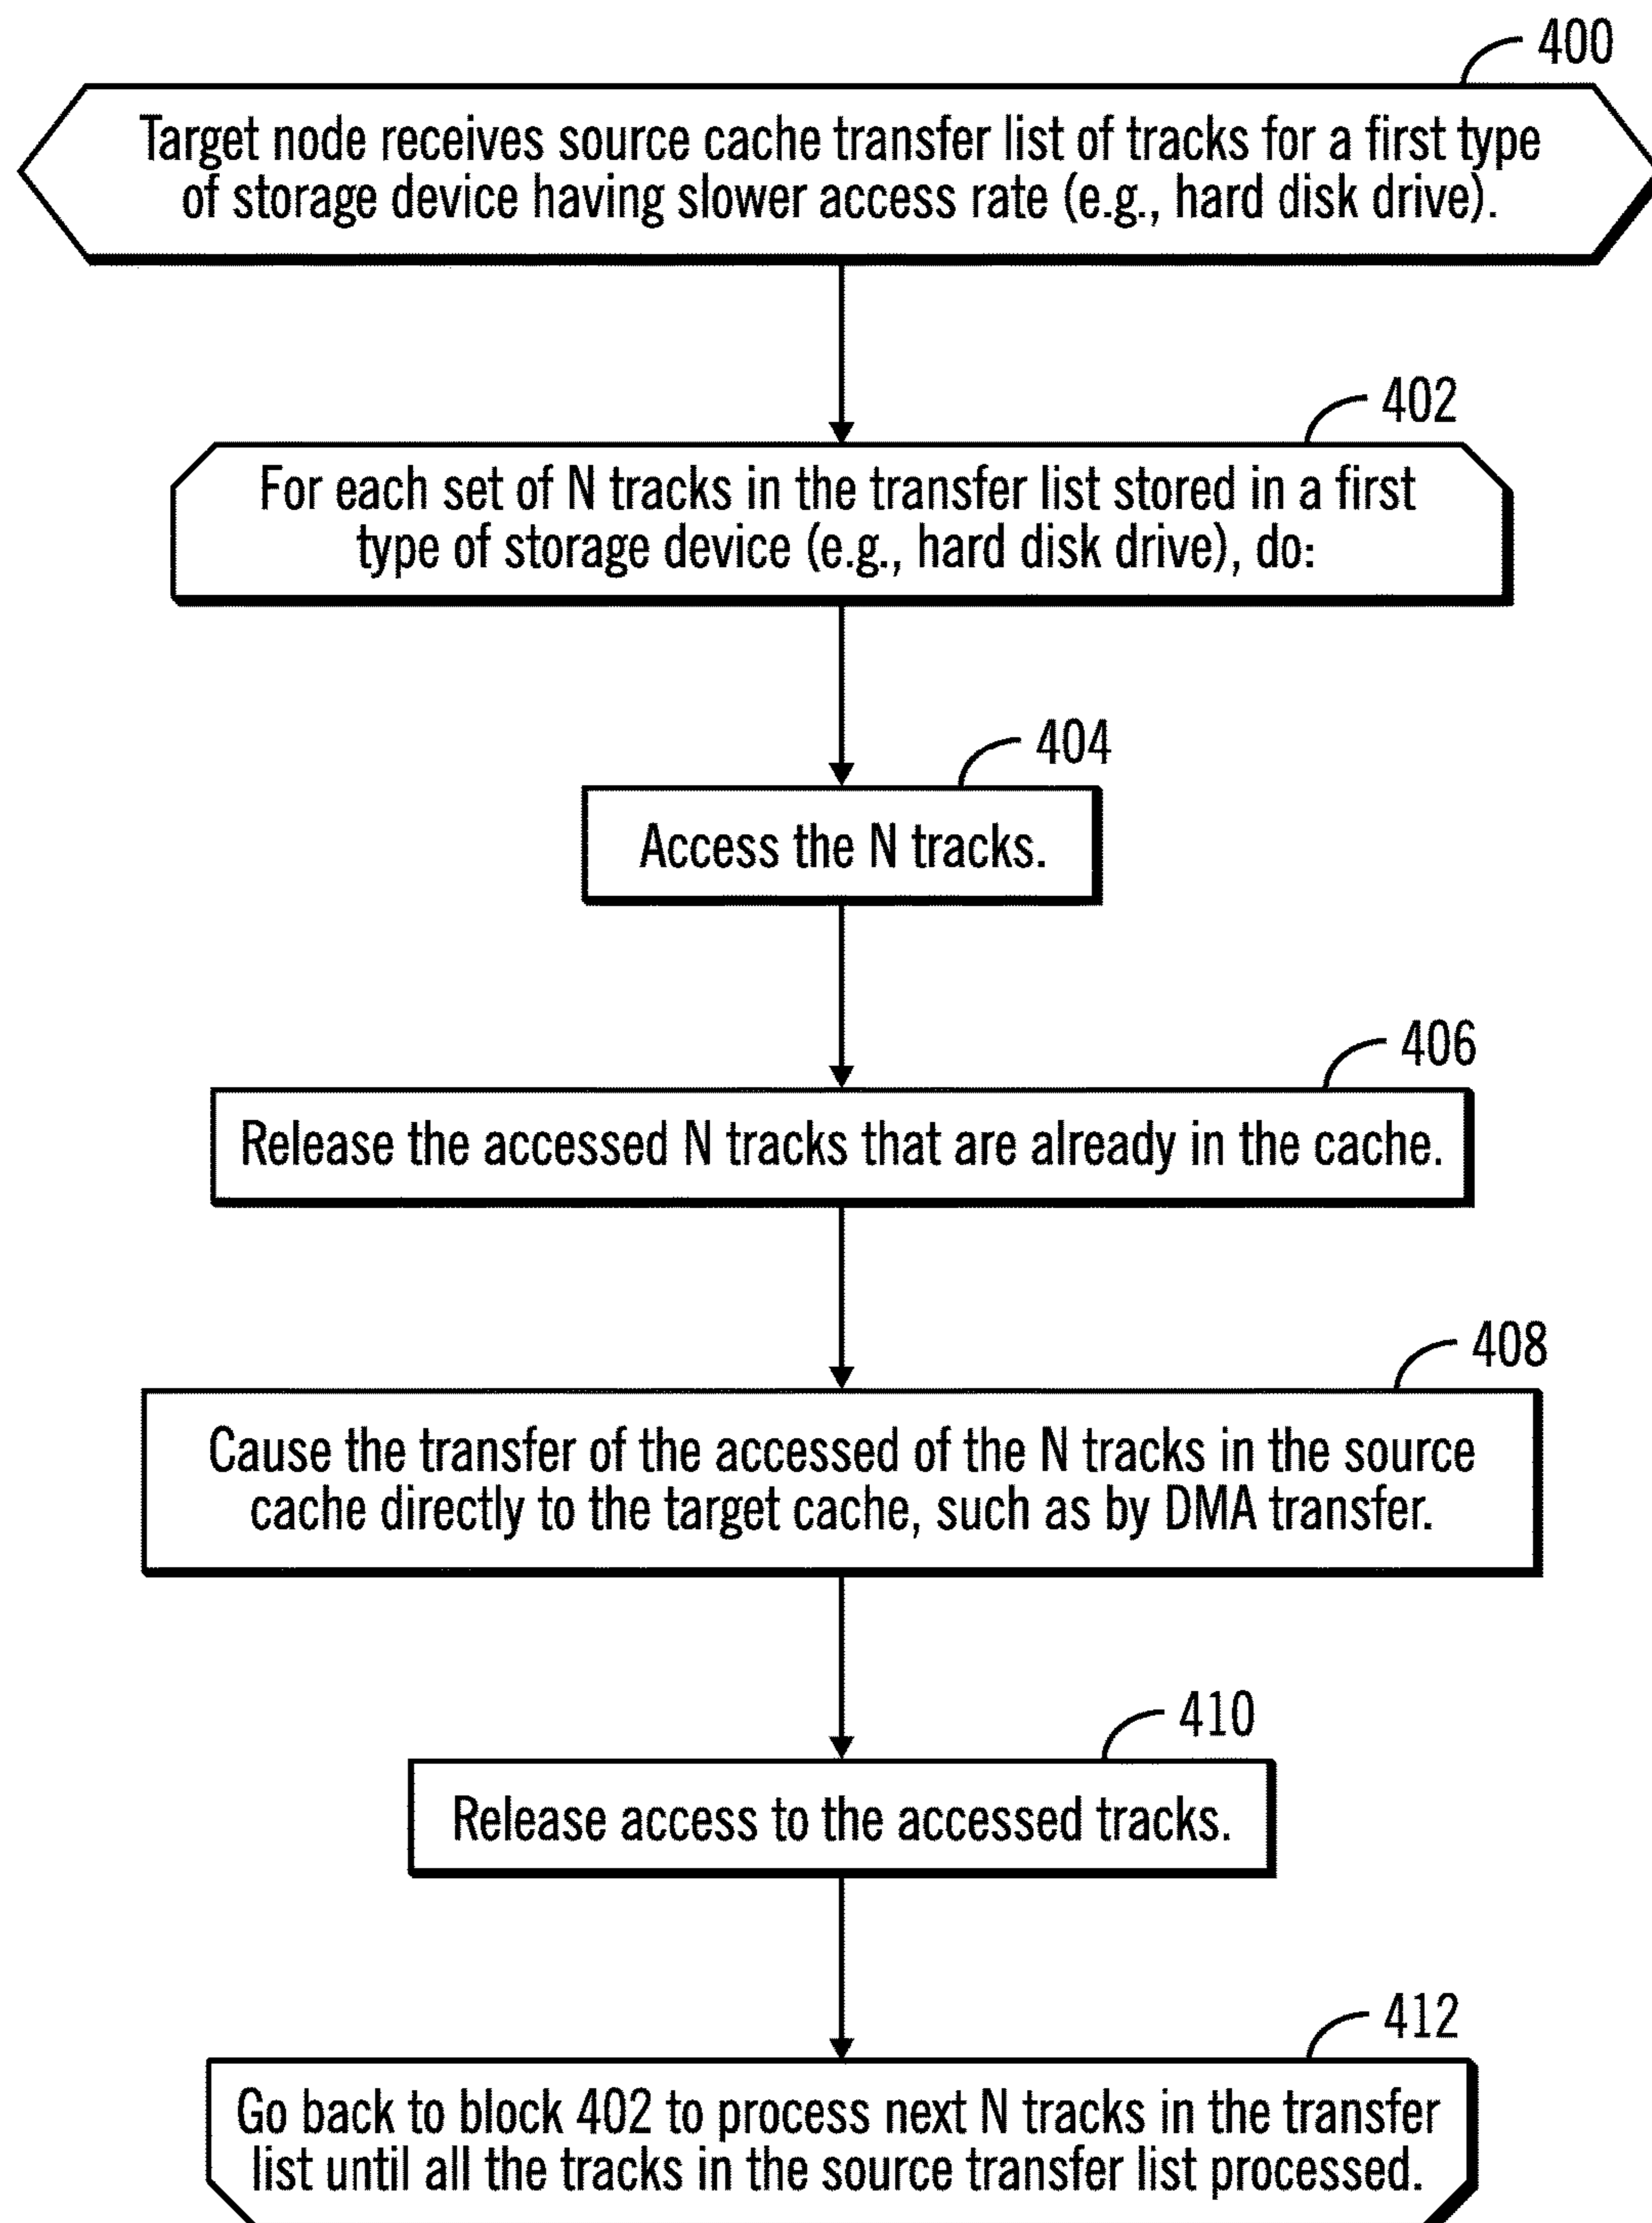 400
Target node receives source cache transfer list of tracks for a first type
of storage device having slower access rate (e.g., hard disk drive).
402
For each set of N tracks in the transfer list stored in a first
type of storage device (e.g., hard disk drive), do:
404
Access the N tracks.
406
Release the accessed N tracks that are already in the cache.
408
Cause the transfer of the accessed of the N tracks in the source
cache directly to the target cache, such as by DMA transfer.
410
Release access to the accessed tracks.
412
Go back to block 402 to process next N tracks in the transfer
list until all the tracks in the source transfer list processed.